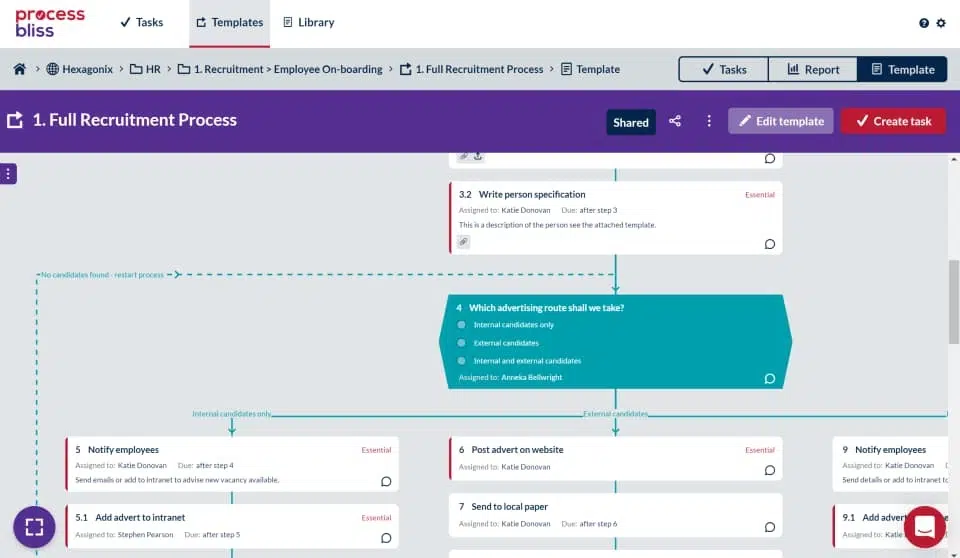 process
bliss
Tasks
Templates
Library
Hexagonix
HR
1. Recruitment > Employee On-boarding
1. Full Recruitment Process
Template
Tasks
Report
Template
1. Full Recruitment Process
Shared
Edit template
Create task
3.2 Write person specification
Essential
Assigned to: Katie Donovan Due: after step 3
This is a description of the person see the attached template.
No candidates found - restart process
4 Which advertising route shall we take?
Internal candidates only
External candidates
Internal and external candidates
Assigned to: Anneka Bellwright
Internal candidates only
External candidates
5 Notify employees
Essential
Assigned to: Katie Donovan Due: after step 4
Send emails or add to intranet to advise new vacancy available.
6 Post advert on website
Essential
Assigned to: Katie Donovan
9 Notify employees
Assigned to: Katie Donovan
Send details or add to intranet to
5.1 Add advert to intranet
Essential
Assigned to: Stephen Pearson Due: after step 5
7 Send to local paper
Assigned to: Katie Donovan Due: after step 6
9.1 Add
Assigned to: